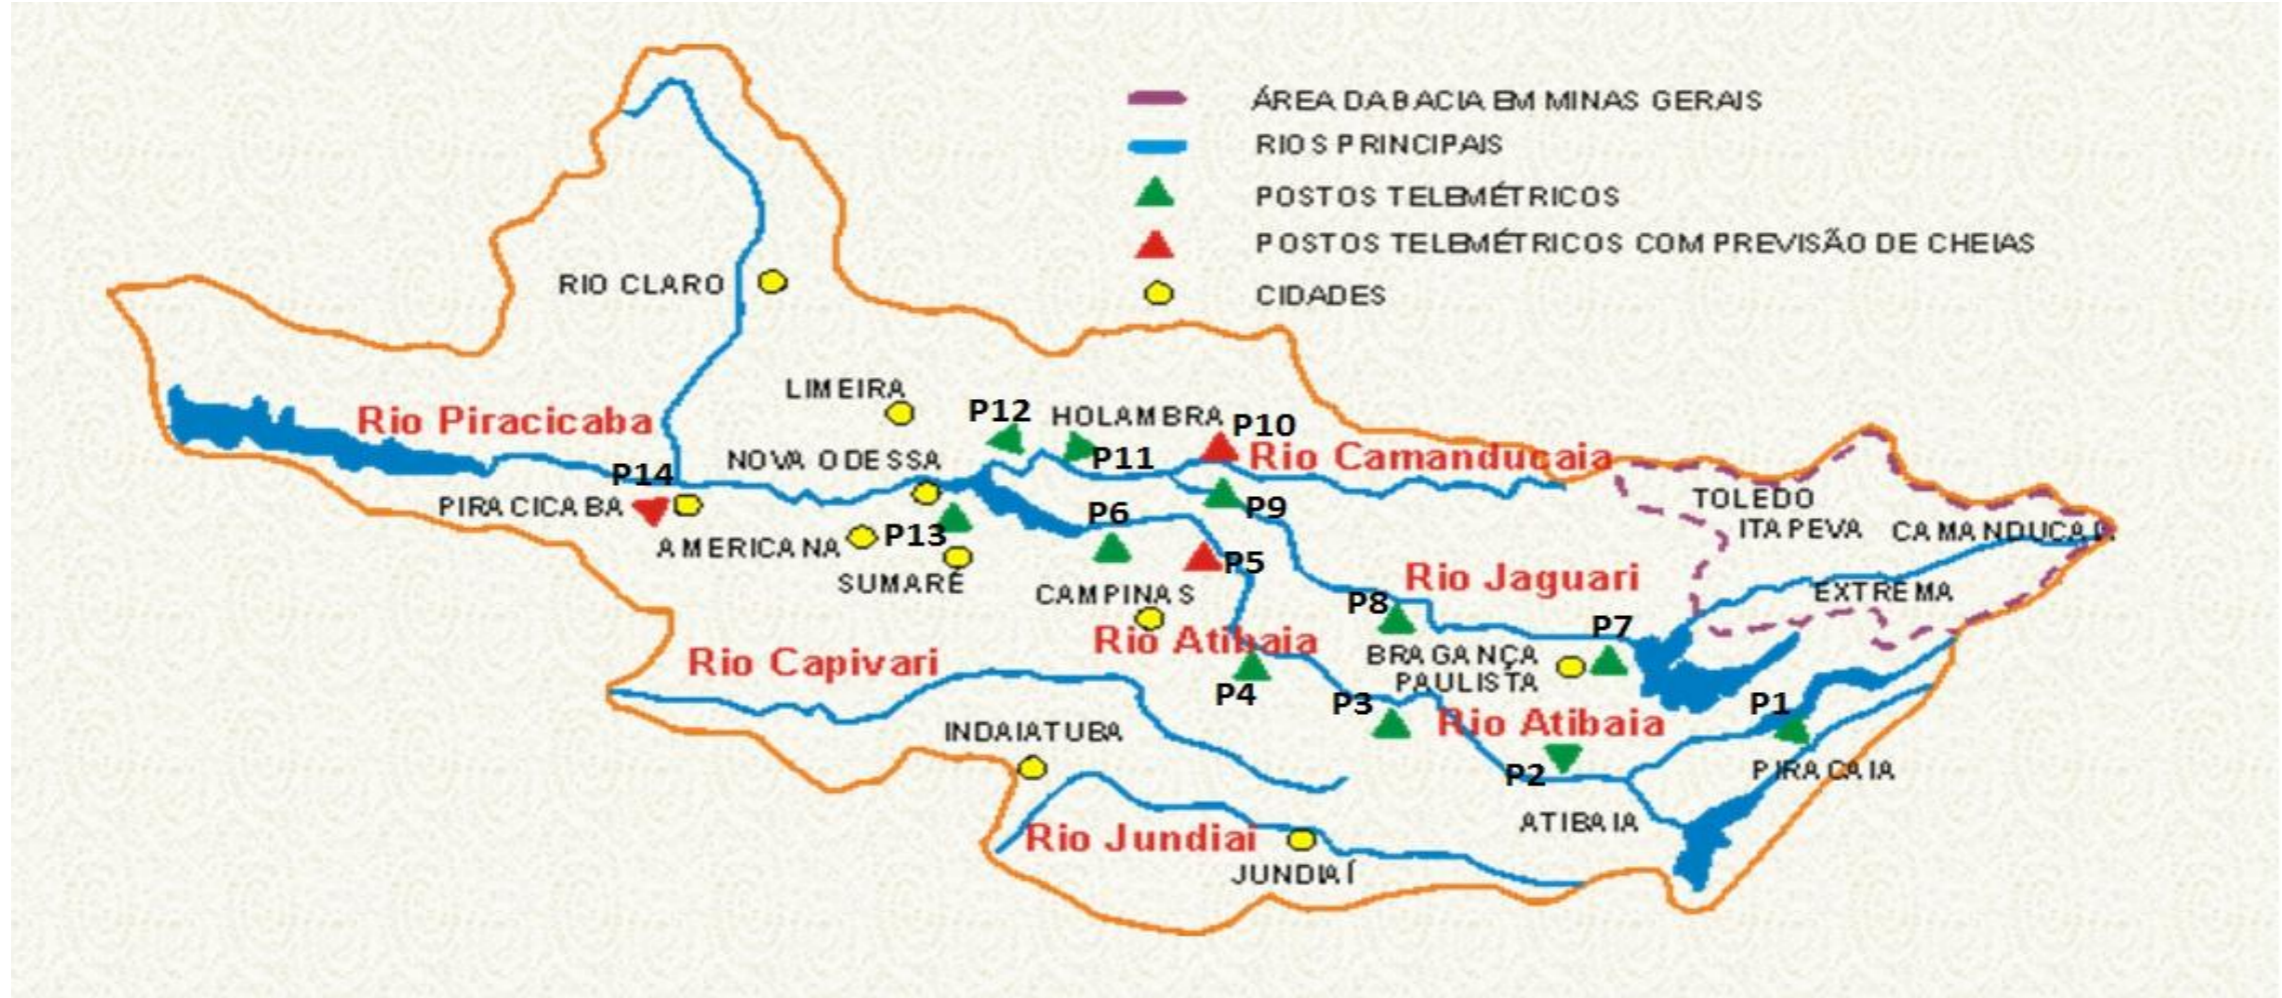 ÁREA DA BACIA EM MINAS GERAIS
RIOS PRINCIPAIS
POSTOS TELEMÉTRICOS
POSTOS TELEMÉTRICOS COM PREVISÃO DE CHEIAS
CIDADES
RIO CLARO
LIMEIRA
Rio Piracicaba
P12
HOLAMBRA
P10
NOVA ODESSA
P11
Rio Camanducaia
P14
PIRACICABA
P9
P6
TOLEDO
ITAPEVA
CAMANDUCAIA
AMERICANA
P13
SUMARÉ
P5
CAMPINAS
Rio Jaguari
EXTREMA
P8
P7
Rio Atibaia
BRAGANÇA
PAULISTA
Rio Capivari
P4
P3
Rio Atibaia
P1
INDAIATUBA
P2
PIRACAIA
ATIBAIA
Rio Jundiai
JUNDIAÍ